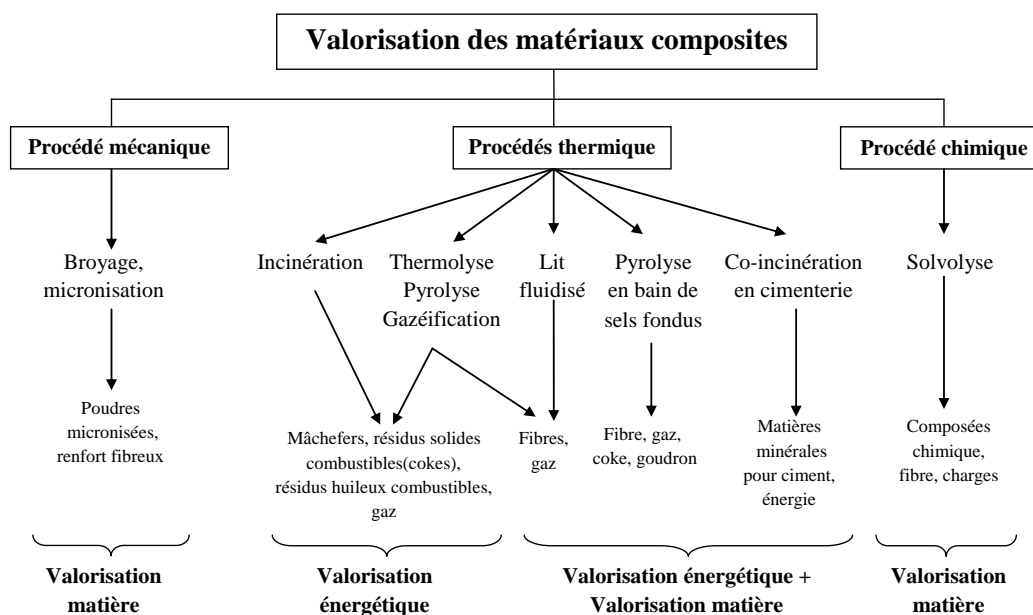 Valorisation des matériaux composites
Procédé mécanique
Procédés thermique
Procédé chimique
Broyage,
micronisation
Incinération
Thermolyse
Pyrolyse
Gazéification
Lit
fluidisé
Pyrolyse
en bain de
sels fondus
Co-incinération
en cimenterie
Solvolyse
Poudres
micronisées,
renfort fibreux
Mâchefers, résidus solides
combustibles(cokes),
résidus huileux combustibles,
gaz
Fibres,
gaz
Fibre, gaz,
coke, goudron
Matières
minérales
pour ciment,
énergie
Composées
chimique,
fibre, charges
Valorisation
matière
Valorisation
énergétique
Valorisation énergétique +
Valorisation matière
Valorisation
matière